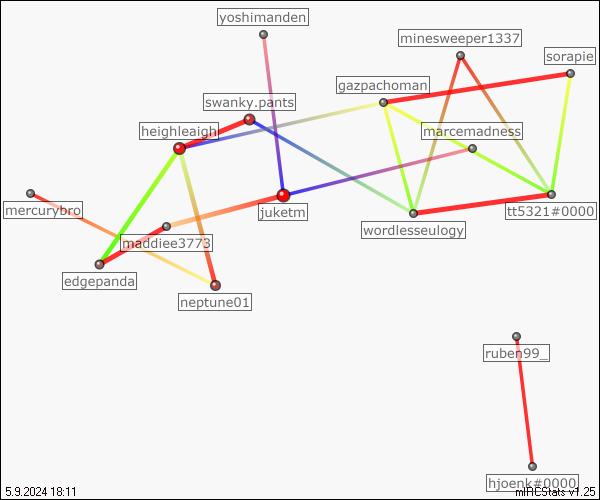 yoshimanden
minesweeper1337
sorapie
gazpachoman
swanky.pants
heighleaigh
marcemadness
mercurybro
juketm
tt5321#0000
wordlesseulogy
maddiee3773
edgepanda
neptune01
ruben99_
hjoenk#0000
5.9.2024 18:11
mIRCStats v1.25